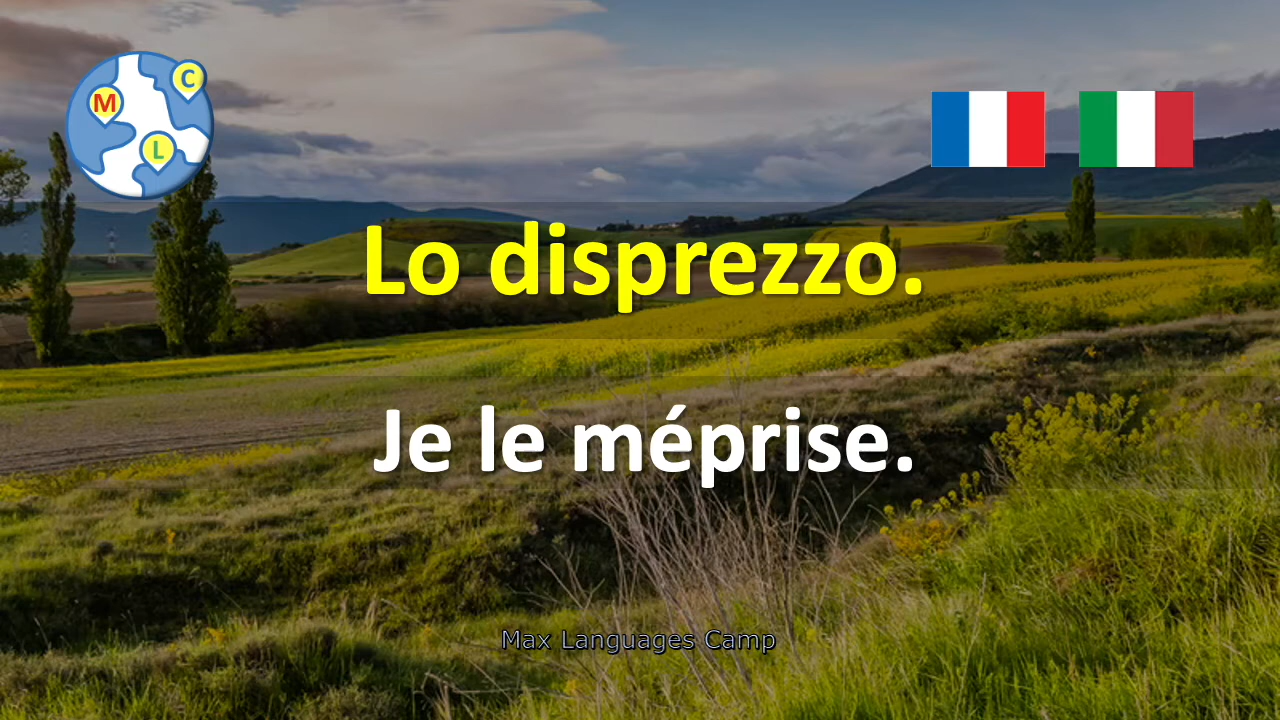 M
C
L
Lo disprezzo.
Je le méprise.
Max Languages Camp